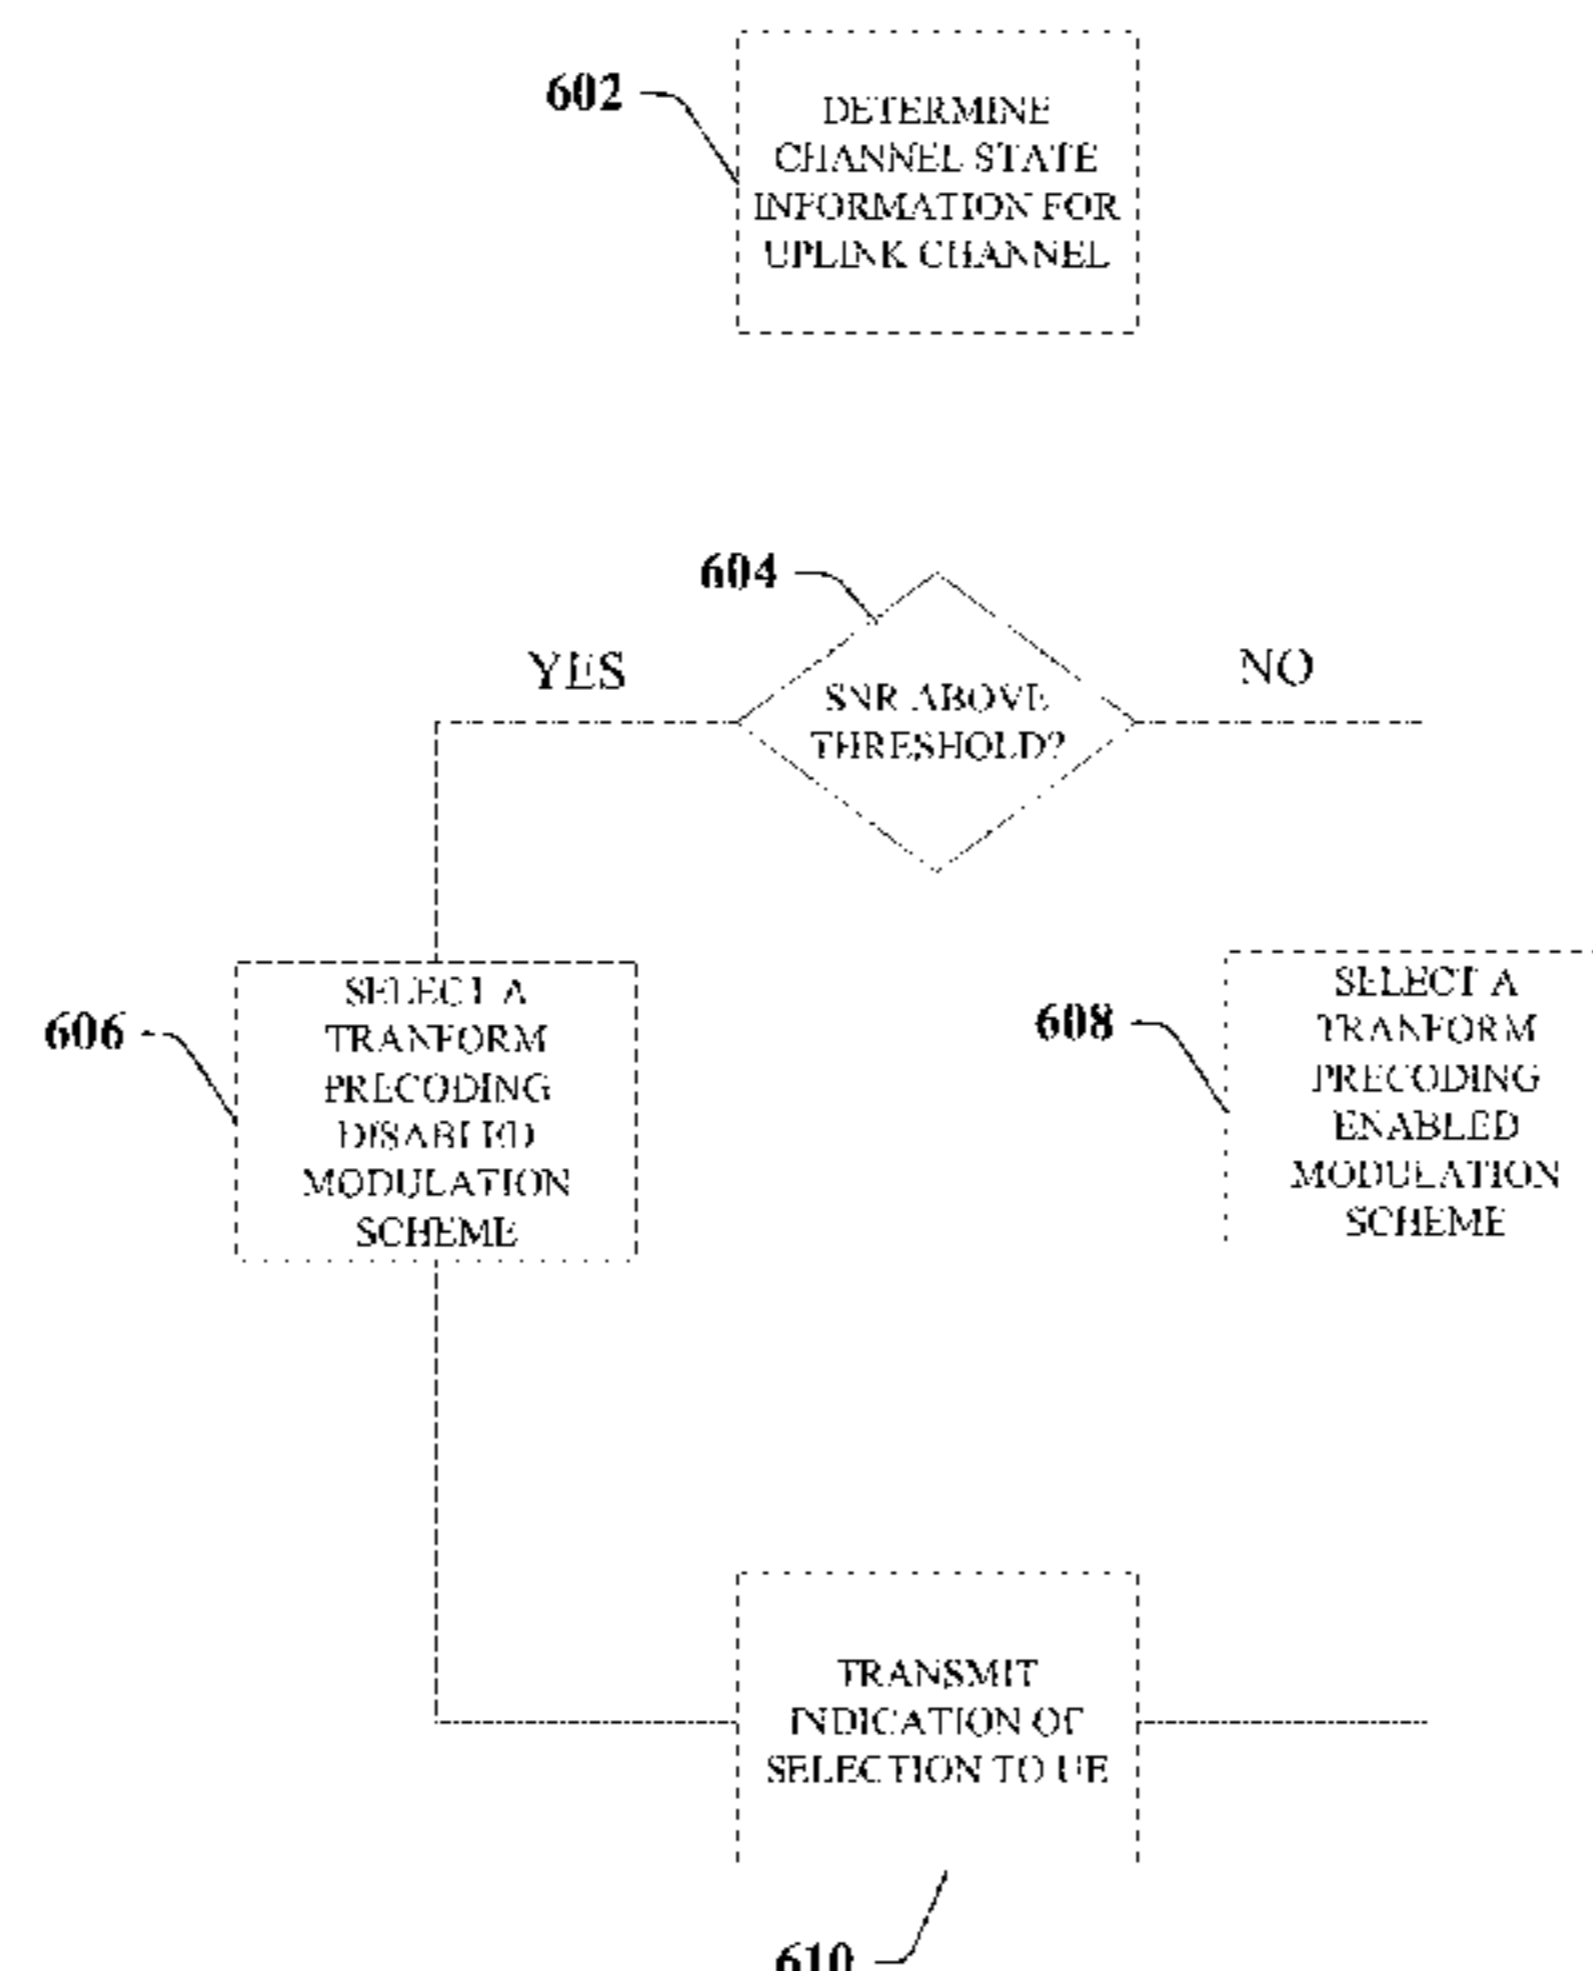 602
DETERMINE
CHANNEL STATE
INFORMATION FOR
UPLINK CHANNEL
604
YES
NO
SNR ABOVE
THRESHOLD?
606
SELECT A
TRANFORM
PRECODING
DISABLED
MODULATION
SCHEME
608
SELECT A
TRANFORM
PRECODING
ENABLED
MODULATION
SCHEME
TRANSMIT
INDICATION OF
SELECTION TO UE
610